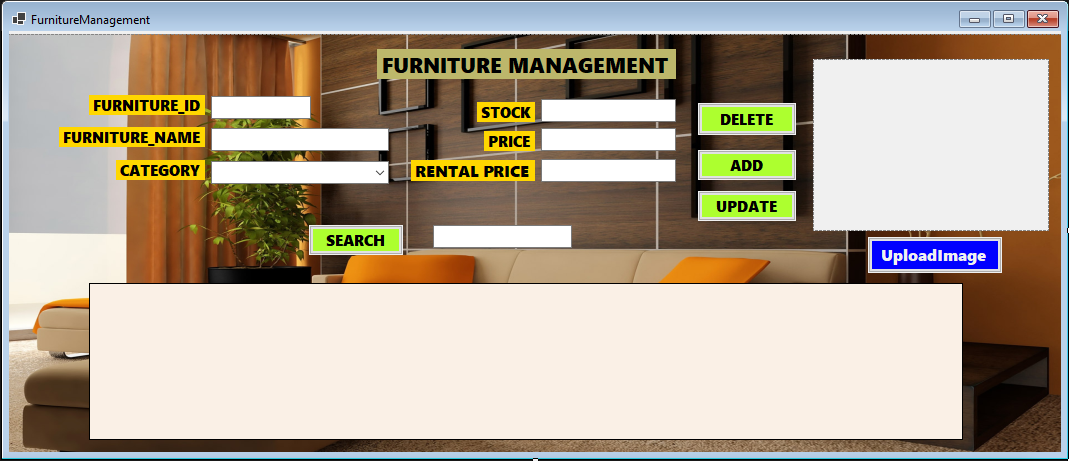 FurnitureManagement
FURNITURE MANAGEMENT
FURNITURE_ID
STOCK
DELETE
FURNITURE_NAME
PRICE
ADD
CATEGORY
RENTAL PRICE
UPDATE
SEARCH
UploadImage